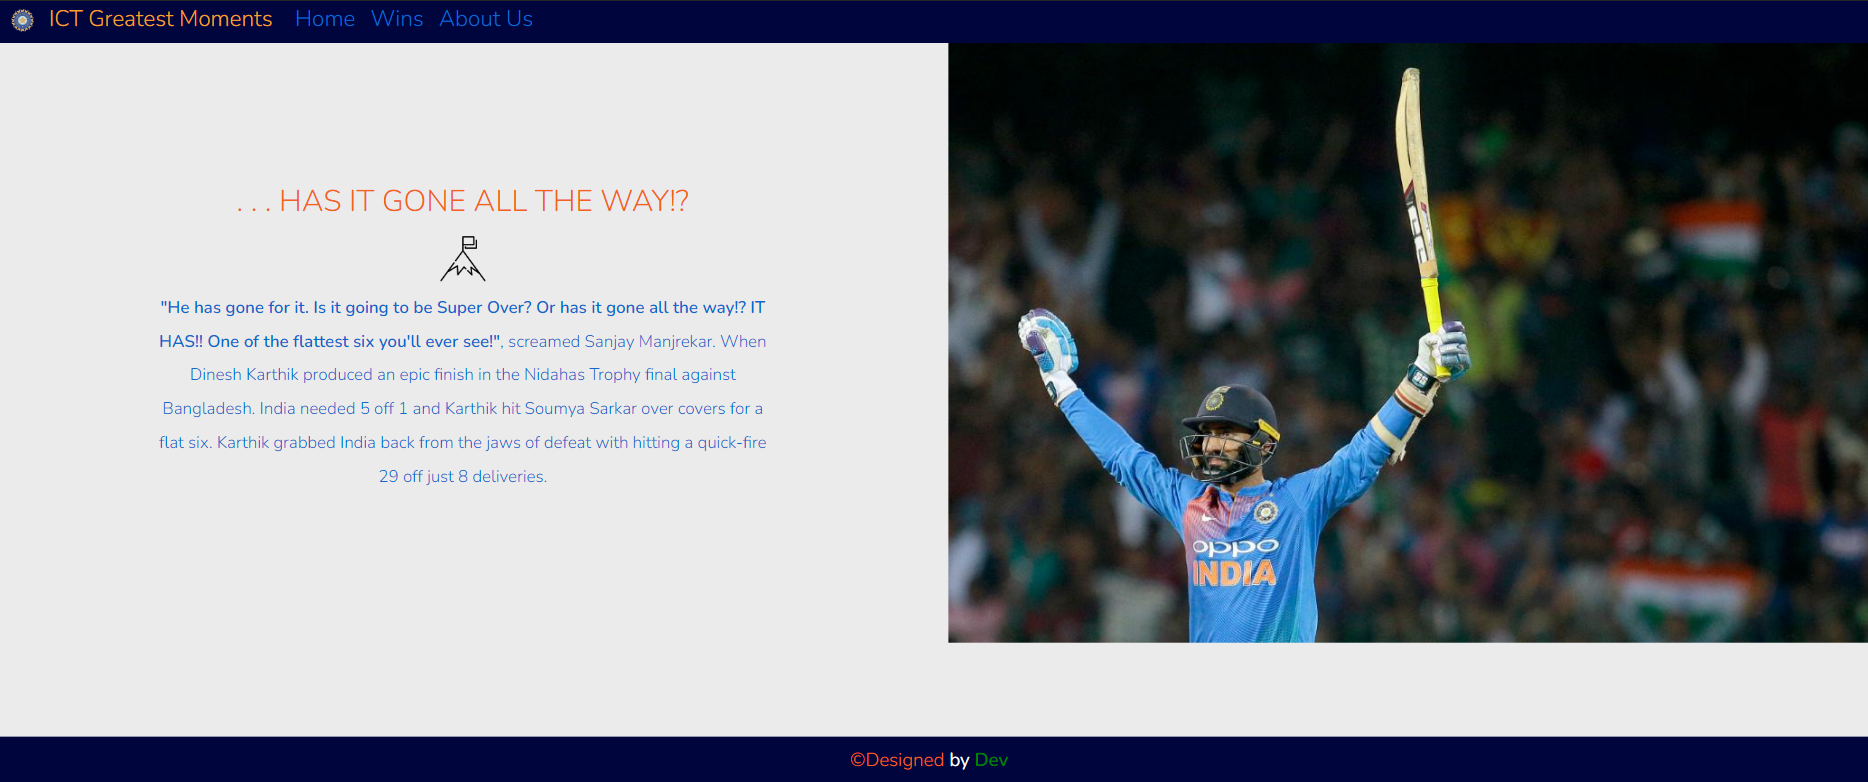 ICT Greatest Moments Home Wins About Us
. . . HAS IT GONE ALL THE WAY!?
"He has gone for it. Is it going to be Super Over? Or has it gone all the way!? IT
HAS!! One of the flattest six you'll ever see!", screamed Sanjay Manjrekar. When
Dinesh Karthik produced an epic finish in the Nidahas Trophy final against
Bangladesh. India needed 5 off 1 and Karthik hit Soumya Sarkar over covers for a
flat six. Karthik grabbed India back from the jaws of defeat with hitting a quick-fire
29 off just 8 deliveries.
oppo
INDIA
©Designed by Dev